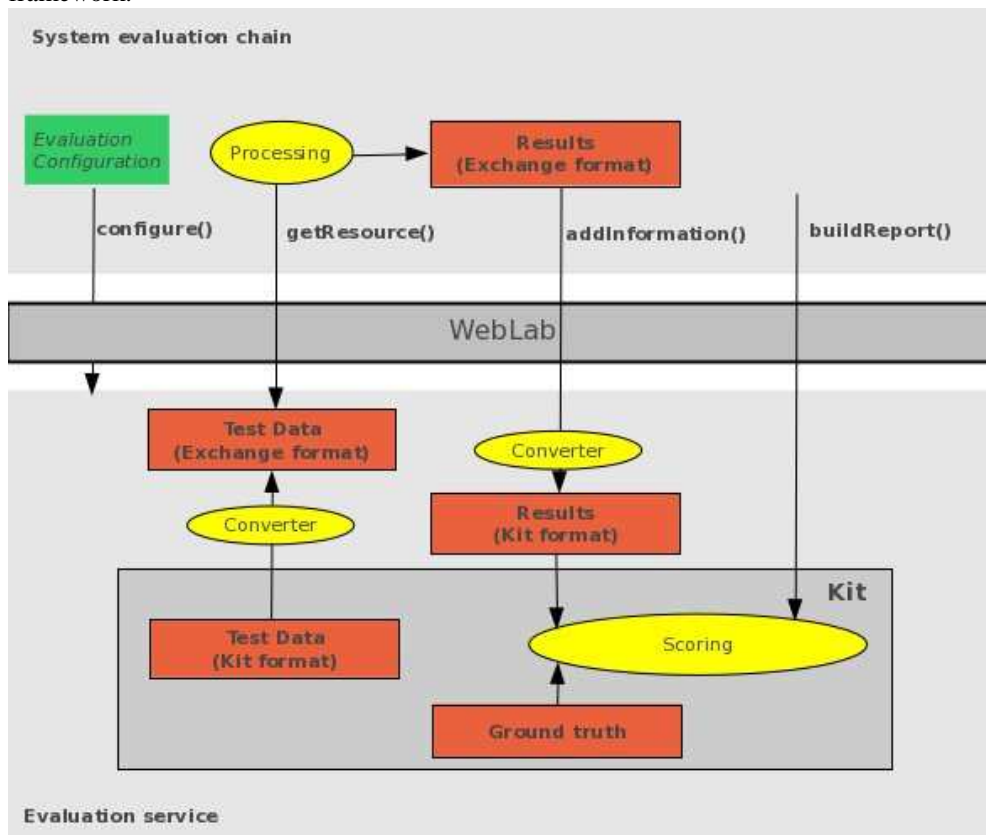 System evaluation chain
Evaluation
Configuration
Processing
Results
(Exchange format)
configure()
getResource()
addInformation()
buildReport()
WebLab
Test Data
(Exchange format)
Converter
Converter
Results
(Kit format)
Kit
Test Data
(Kit format)
Scoring
Ground truth
Evaluation service